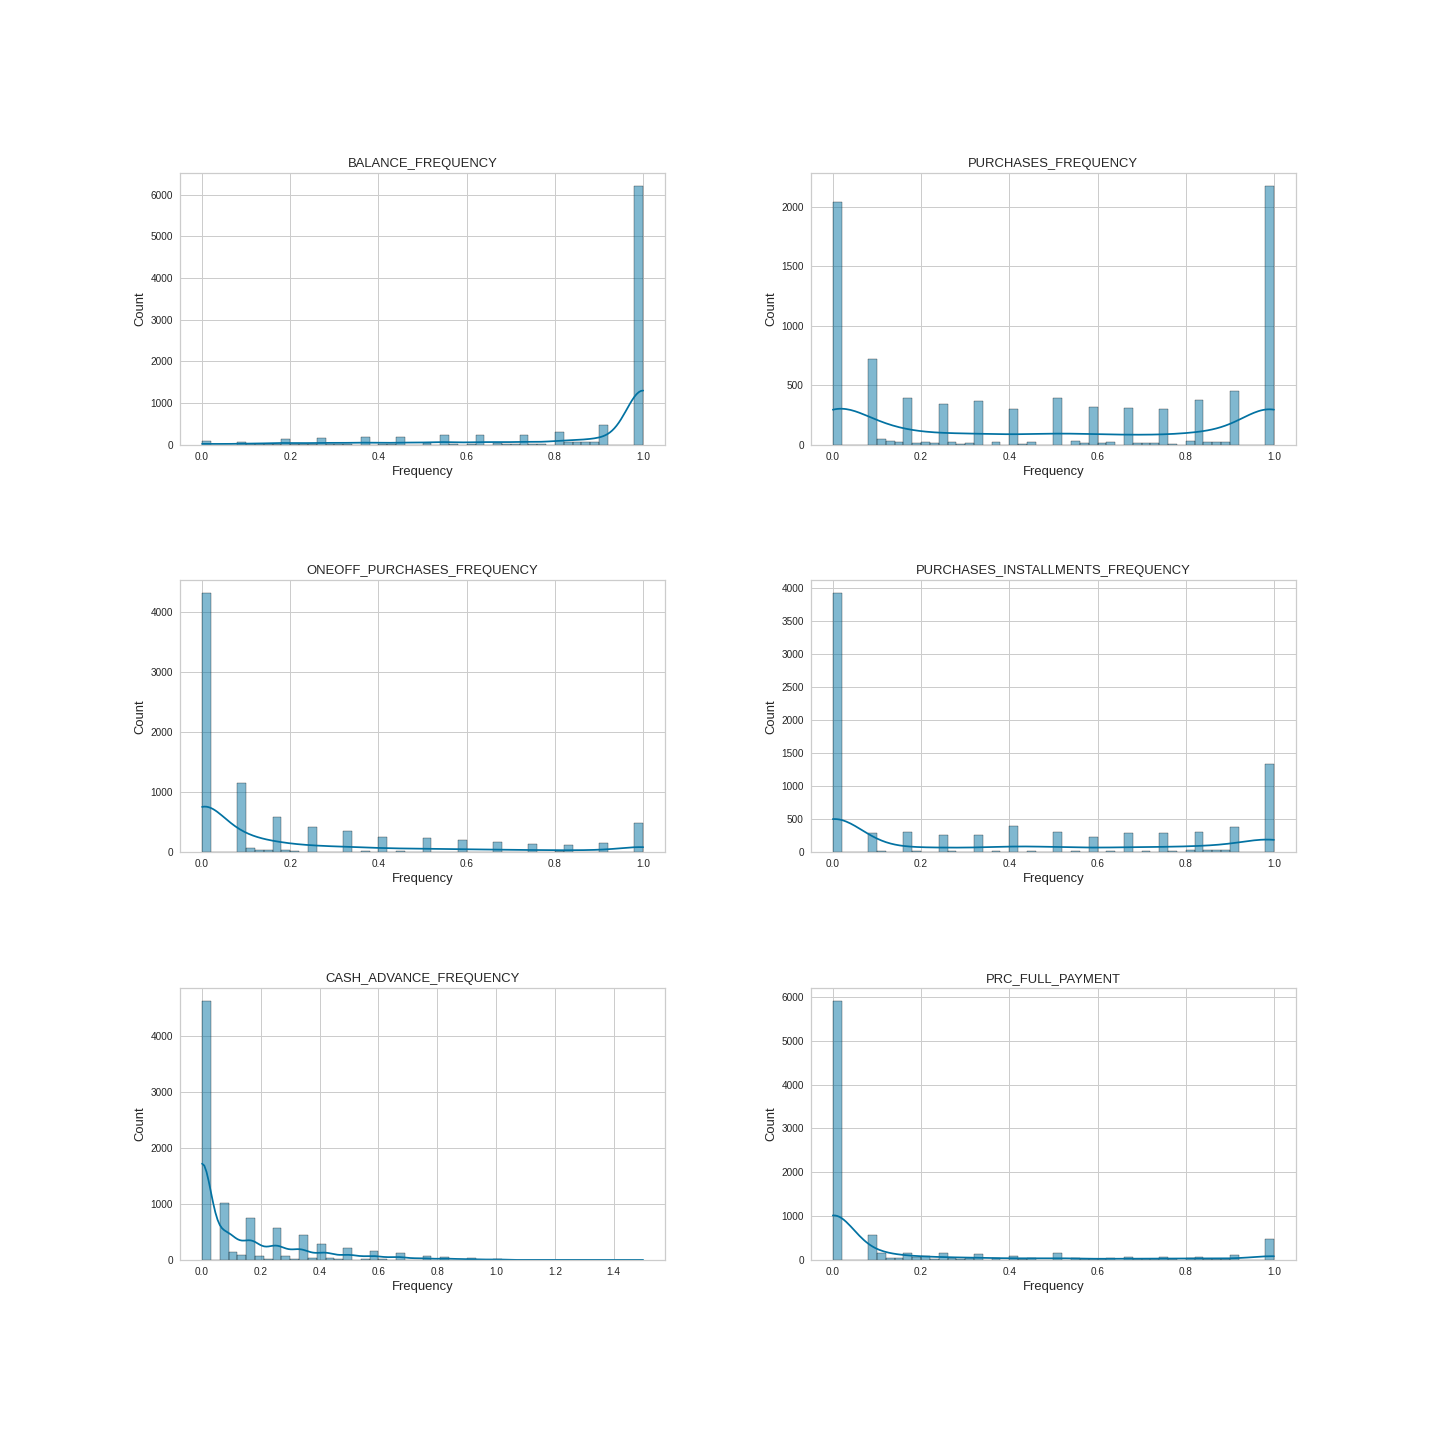 BALANCE_FREQUENCY
6000
5000
4000
3000
2000
1000
0
Count
0.0 0.2 0.4 0.6 0.8 1.0
Frequency
PURCHASES_FREQUENCY
2000
1500
1000
500
0
Count
0.0 0.2 0.4 0.6 0.8 1.0
Frequency
ONEOFF_PURCHASES_FREQUENCY
4000
3000
2000
1000
0
Count
0.0 0.2 0.4 0.6 0.8 1.0
Frequency
PURCHASES_INSTALLMENTS_FREQUENCY
4000
3500
3000
2500
2000
1500
1000
500
0
Count
0.0 0.2 0.4 0.6 0.8 1.0
Frequency
CASH_ADVANCE_FREQUENCY
4000
3000
2000
1000
0
Count
0.0 0.2 0.4 0.6 0.8 1.0 1.2 1.4
Frequency
PRC_FULL_PAYMENT
6000
5000
4000
3000
2000
1000
0
Count
0.0 0.2 0.4 0.6 0.8 1.0
Frequency